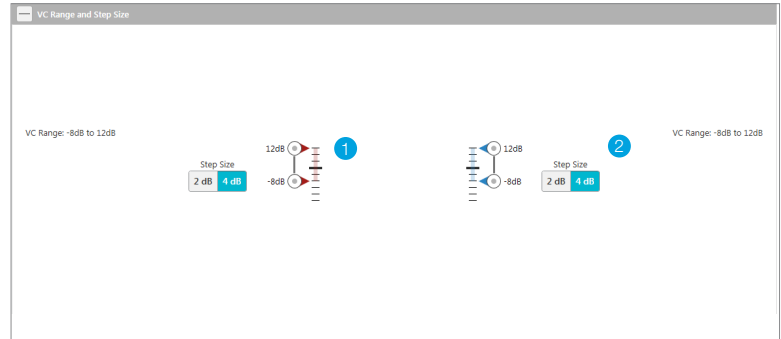 VC Range and Step Size
VC Range: -8dB to 12dB
12dB
1
Step Size
2 dB 4 dB
-8dB
12dB
2
Step Size
-8dB
2 dB 4 dB
VC Range: -8dB to 12dB